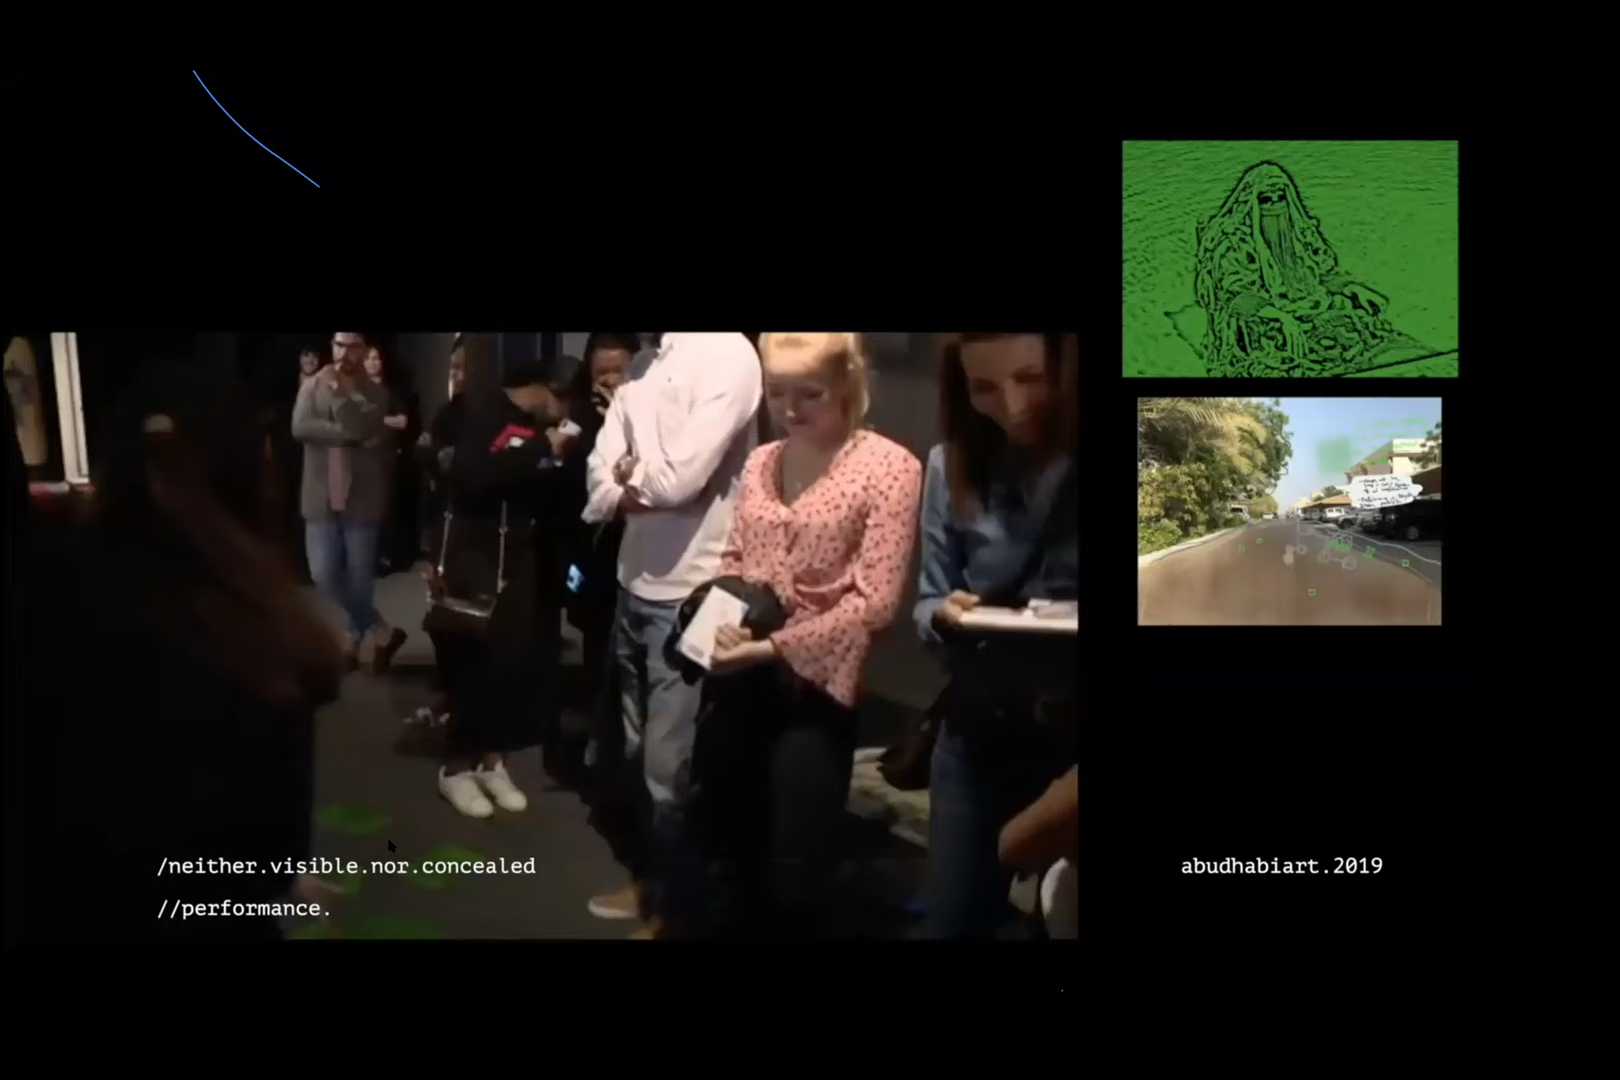 /neither.visible.nor.concealed
//performance.
abudhabiart.2019